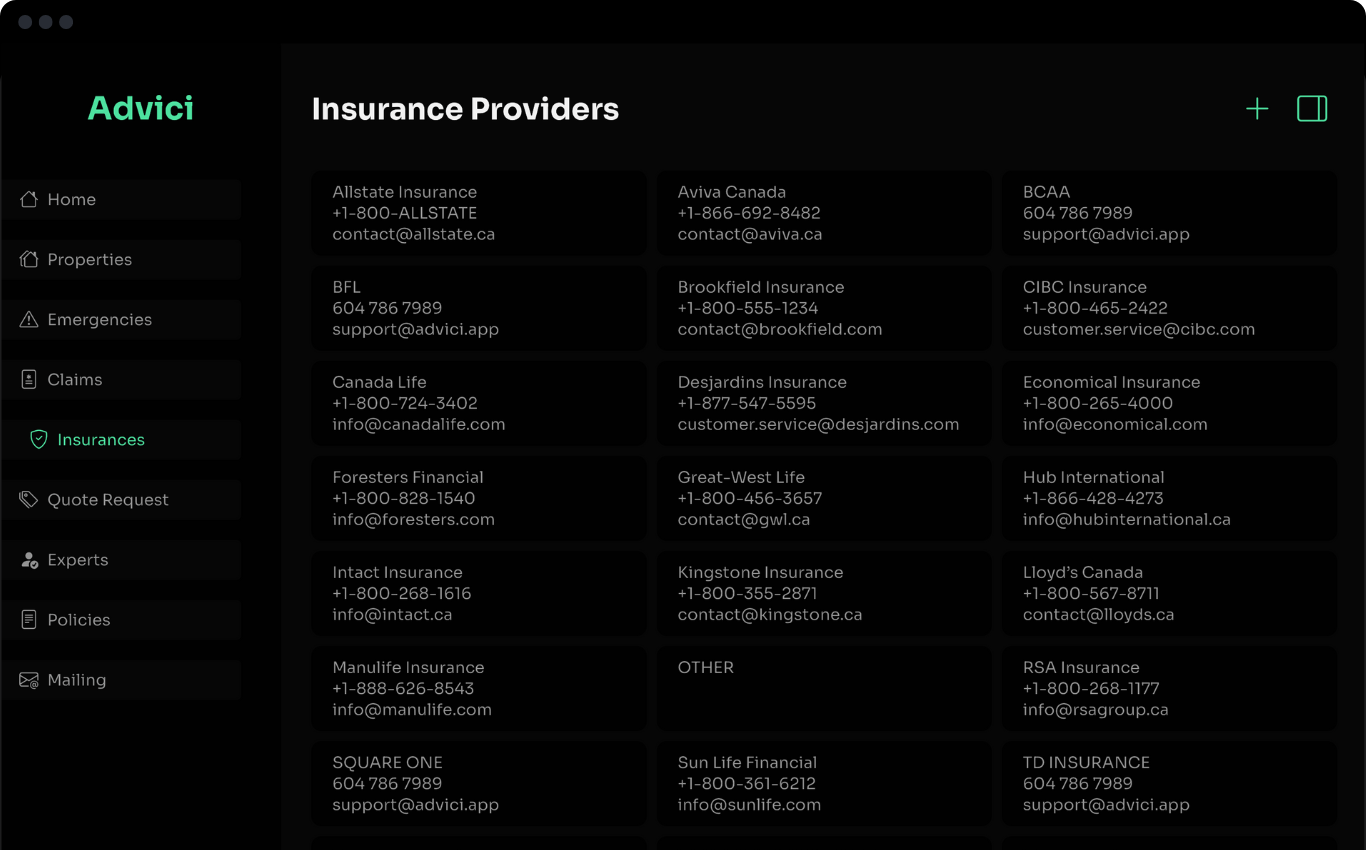 Advici
Home
Properties
Emergencies
Claims
Insurances
Quote Request
Experts
Policies
Mailing
Insurance Providers
Allstate Insurance
+1-800-ALLSTATE
contact@allstate.ca
Aviva Canada
+1-866-692-8482
contact@aviva.ca
BCAA
604 786 7989
support@advici.app
BFL
604 786 7989
support@advici.app
Brookfield Insurance
+1-800-555-1234
contact@brookfield.com
CIBC Insurance
+1-800-465-2422
customer.service@cibc.com
Canada Life
+1-800-724-3402
info@canadalife.com
Desjardins Insurance
+1-877-547-5595
customer.service@desjardins.com
Economical Insurance
+1-800-265-4000
info@economical.com
Foresters Financial
+1-800-828-1540
info@foresters.com
Great-West Life
+1-800-456-3657
contact@gwl.ca
Hub International
+1-866-428-4273
info@hubinternational.ca
Intact Insurance
+1-800-268-1616
info@intact.ca
Kingstone Insurance
+1-800-355-2871
contact@kingstone.ca
Lloyd's Canada
+1-800-567-8711
contact@lloyds.ca
Manulife Insurance
+1-888-626-8543
info@manulife.com
OTHER
RSA Insurance
+1-800-268-1177
info@rsagroup.ca
SQUARE ONE
604 786 7989
support@advici.app
Sun Life Financial
+1-800-361-6212
info@sunlife.com
TD INSURANCE
604 786 7989
support@advici.app